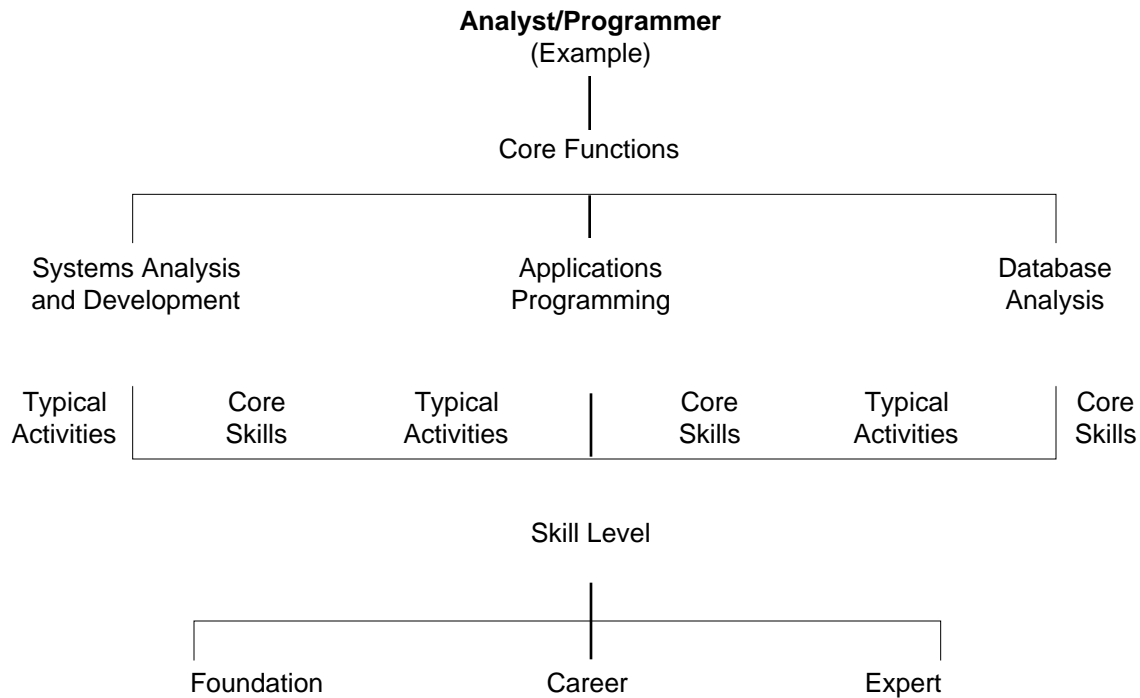 Analyst/Programmer
(Example)
Core Functions
Systems Analysis
and Development
Applications
Programming
Database
Analysis
Typical
Activities
Core
Skills
Typical
Activities
Core
Skills
Typical
Activities
Core
Skills
Skill Level
Foundation
Career
Expert